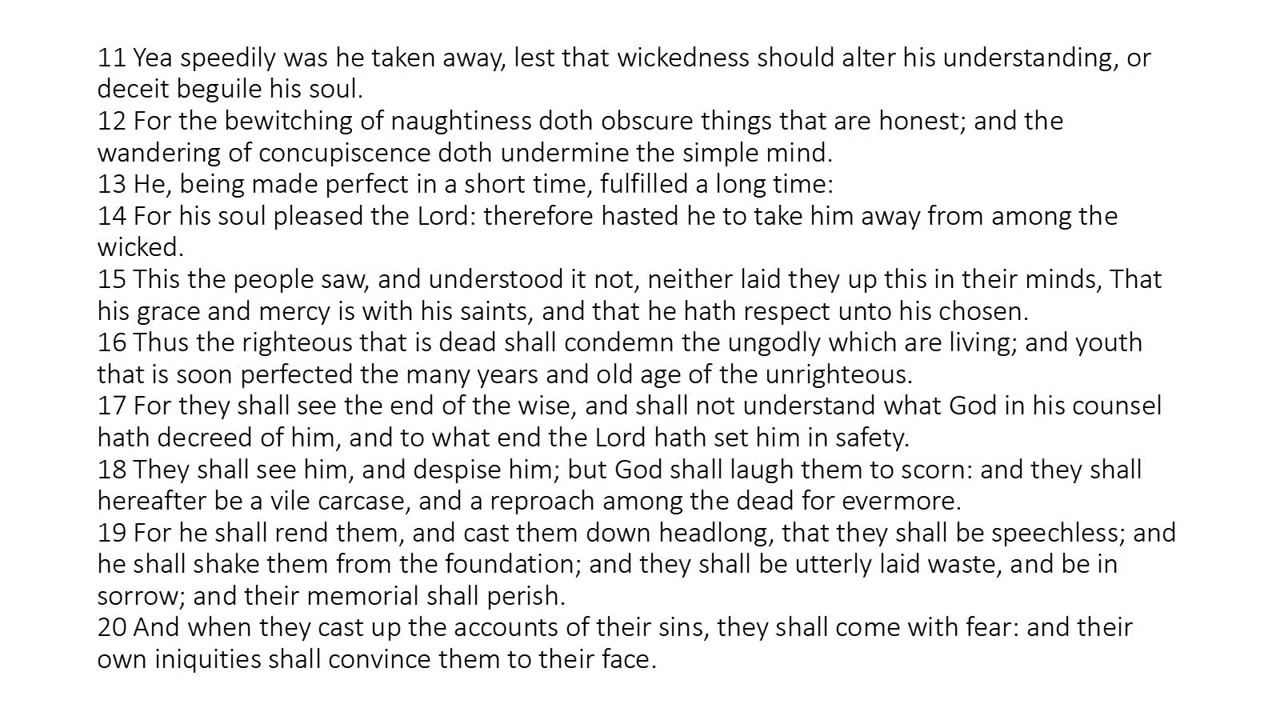 11 Yea speedily was he taken away, lest that wickedness should alter his understanding, or
deceit beguile his soul.
12 For the bewitching of naughtiness doth obscure things that are honest; and the
wandering of concupiscence doth undermine the simple mind.
13 He, being made perfect in a short time, fulfilled a long time:
14 For his soul pleased the Lord: therefore hasted he to take him away from among the
wicked.
15 This the people saw, and understood it not, neither laid they up this in their minds, That
his grace and mercy is with his saints, and that he hath respect unto his chosen.
16 Thus the righteous that is dead shall condemn the ungodly which are living; and youth
that is soon perfected the many years and old age of the unrighteous.
17 For they shall see the end of the wise, and shall not understand what God in his counsel
hath decreed of him, and to what end the Lord hath set him in safety.
18 They shall see him, and despise him; but God shall laugh them to scorn: and they shall
hereafter be a vile carcase, and a reproach among the dead for evermore.
19 For he shall rend them, and cast them down headlong, that they shall be speechless; and
he shall shake them from the foundation; and they shall be utterly laid waste, and be in
sorrow; and their memorial shall perish.
20 And when they cast up the accounts of their sins, they shall come with fear: and their
own iniquities shall convince them to their face.